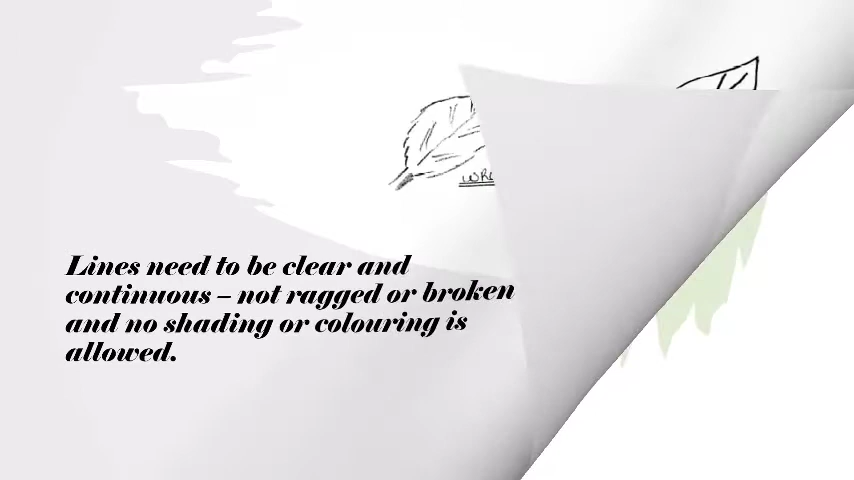 Lines need to be clear and
continuous – not ragged or broken
and no shading or colouring is
allowed.